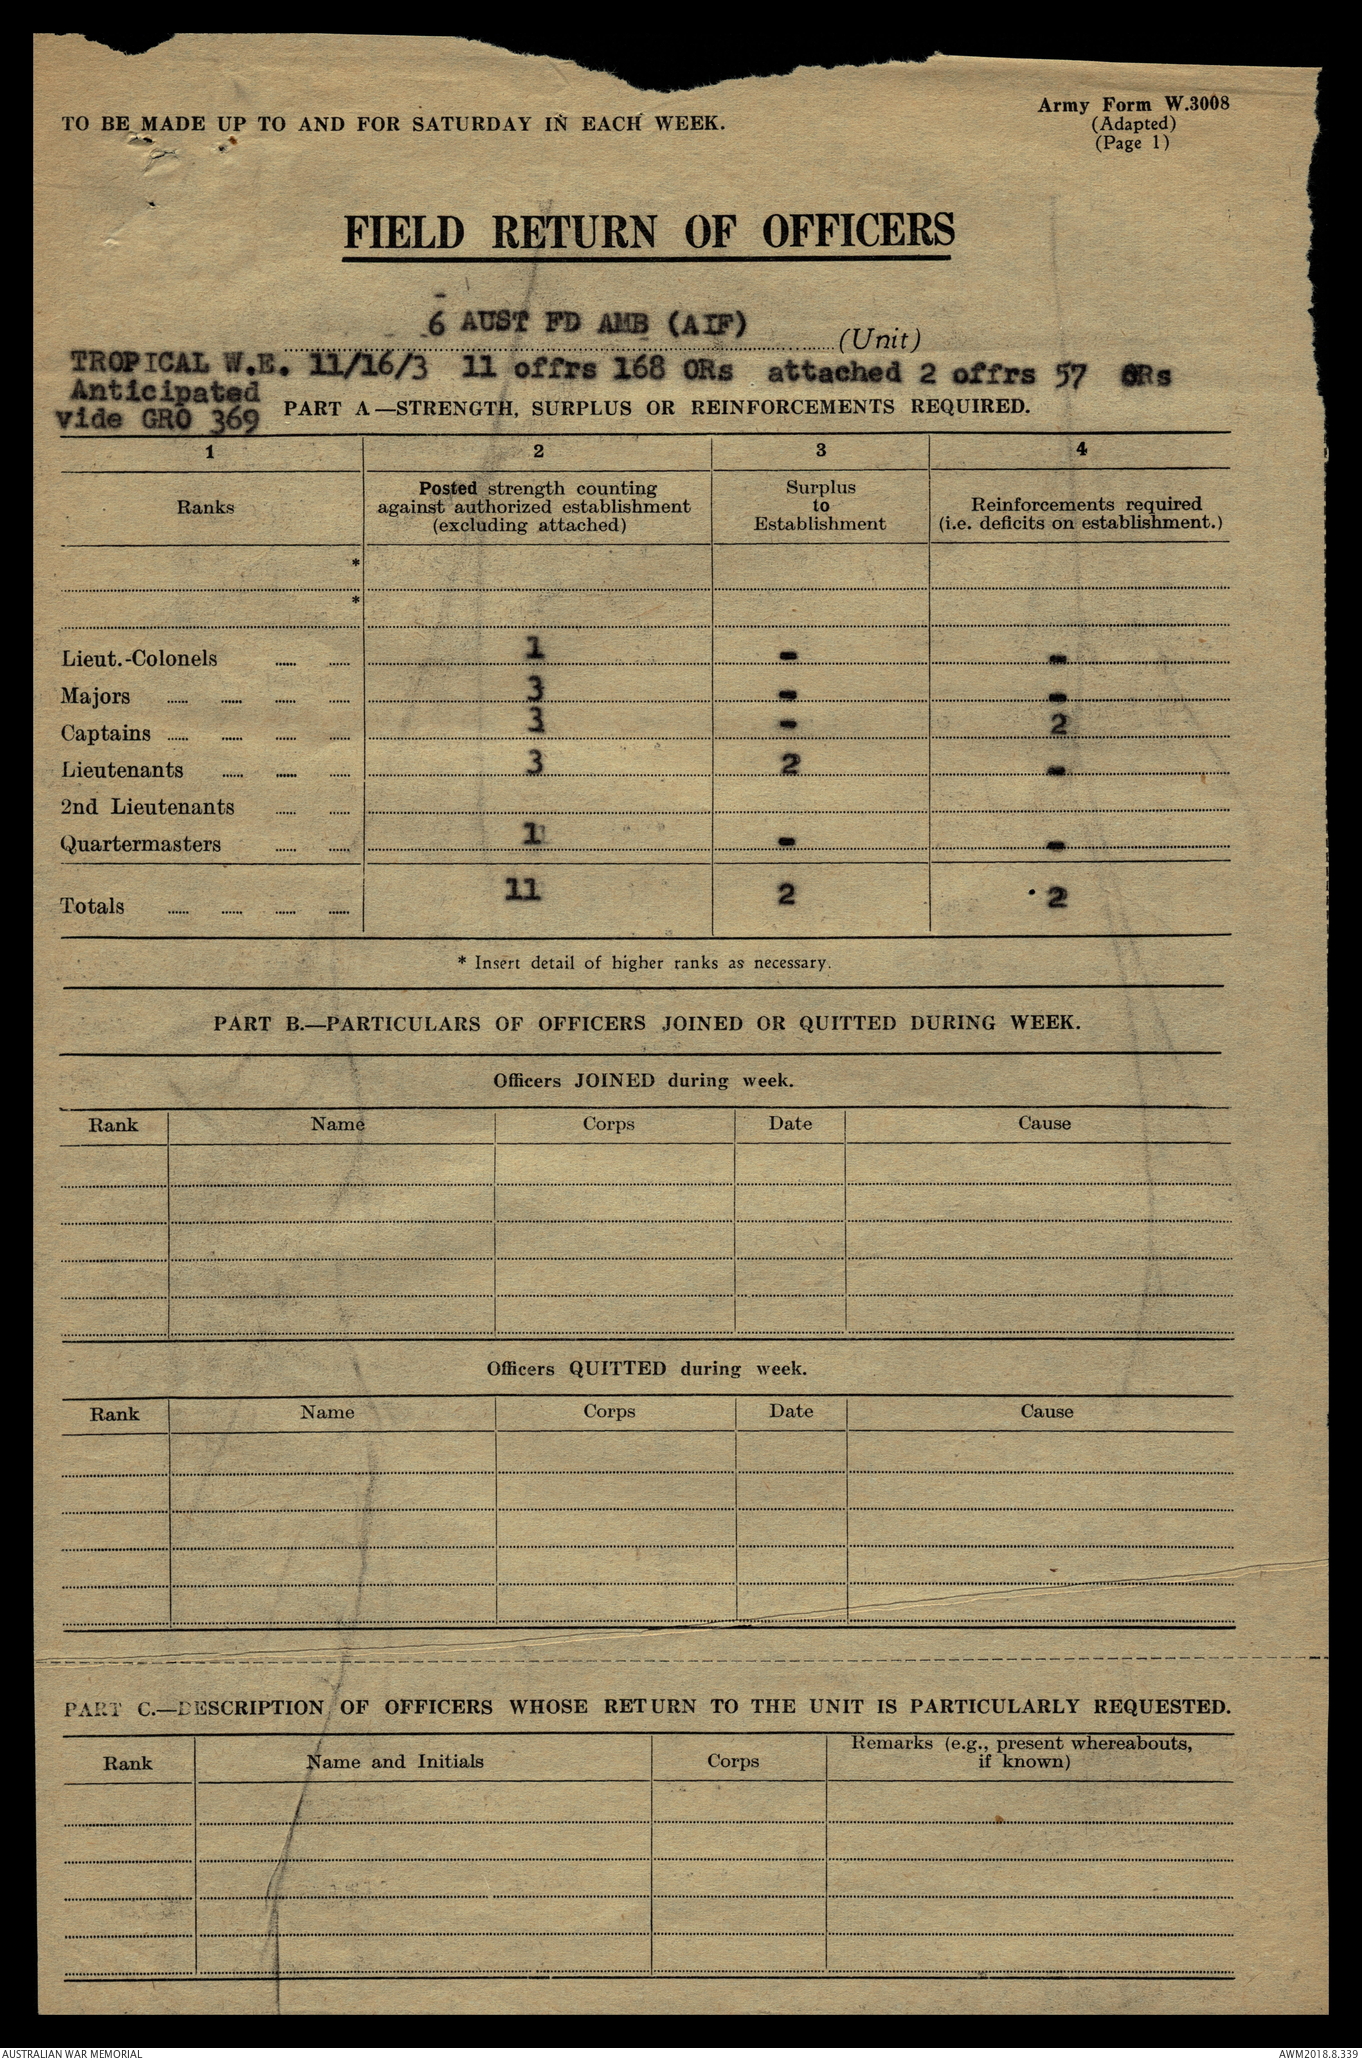 TO BE MADE UP TO AND FOR SATURDAY IN EACH WEEK.
Army Form W.3008
(Adapted)
(Page 1)
FIELD RETURN OF OFFICERS
6 AUST FD AMB (AIF) (Unit)
TROPICAL W.E. 11/16/3 11 offrs 168 ORs attached 2 offrs 57 ORs
Anticipated
vide GRO 369
PART A—STRENGTH, SURPLUS OR REINFORCEMENTS REQUIRED.
1 2 3 4
Ranks
Posted strength counting
against authorized establishment
(excluding attached)
Surplus
to
Establishment
Reinforcements required
(i.e. deficits on establishment.)
*
*
Lieut.-Colonels ...... ...... 1 - -
Majors ...... ...... ...... ...... 3 - -
Captains ...... ...... ...... ...... 3 - 2
Lieutenants ...... ...... ...... 3 2 -
2nd Lieutenants ...... ......
Quartermasters ...... ...... 1 - -
Totals ...... ...... ...... ...... 11 2 2
* Insert detail of higher ranks as necessary.
PART B.—PARTICULARS OF OFFICERS JOINED OR QUITTED DURING WEEK.
Officers JOINED during week.
Rank Name Corps Date Cause
Officers QUITTED during week.
Rank Name Corps Date Cause
PART C.—DESCRIPTION OF OFFICERS WHOSE RETURN TO THE UNIT IS PARTICULARLY REQUESTED.
Rank Name and Initials Corps
Remarks (e.g., present whereabouts,
if known)
AUSTRALIAN WAR MEMORIAL
AWM2018.8.339